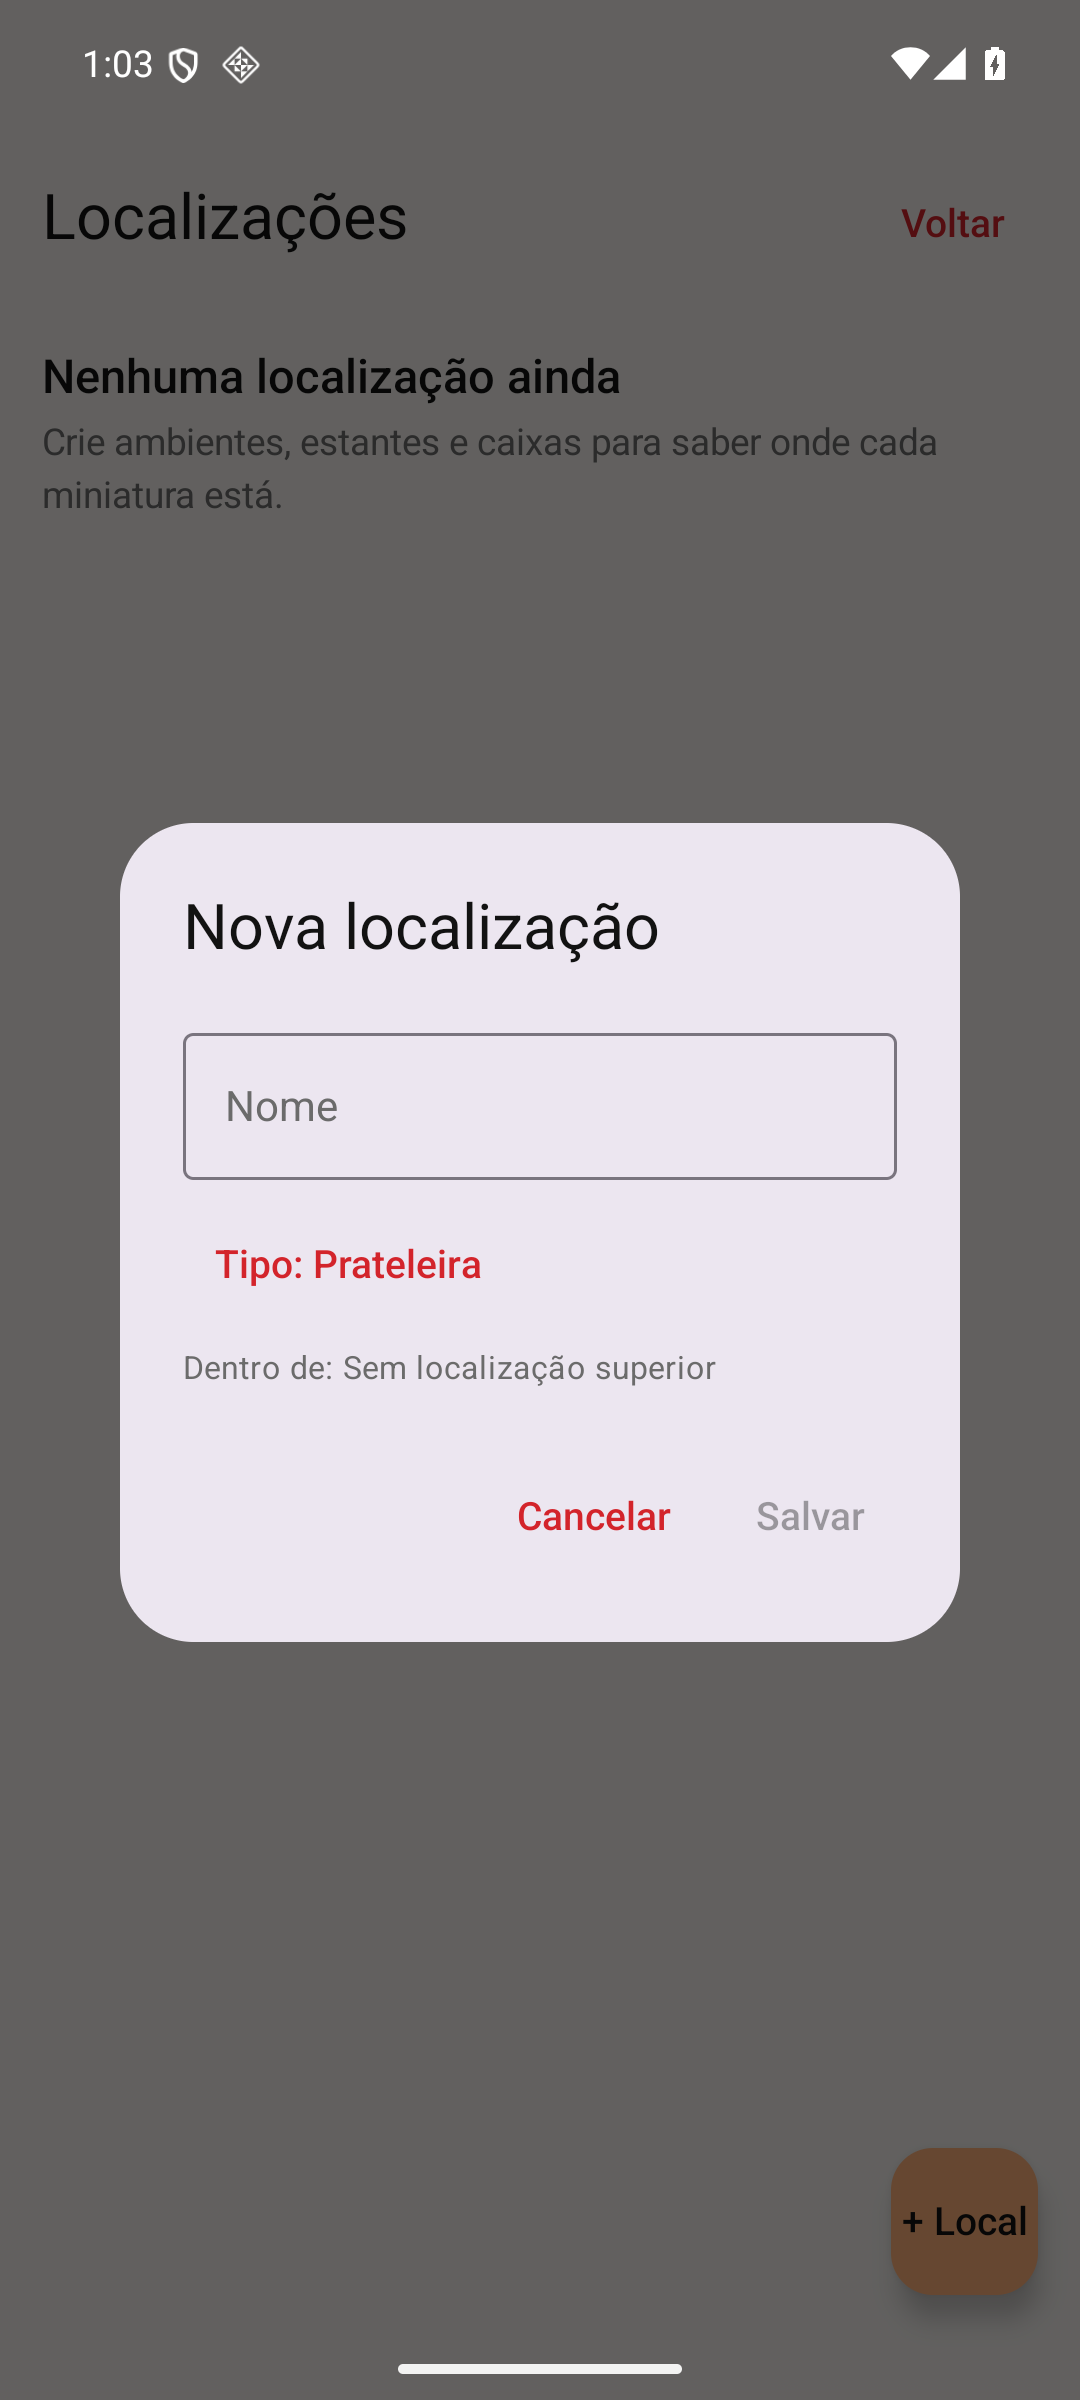 1:03
Localizações
Voltar
Nenhuma localização ainda
Crie ambientes, estantes e caixas para saber onde cada
miniatura está.
Nova localização
Nome
Tipo: Prateleira
Dentro de: Sem localização superior
Cancelar
Salvar
+ Local